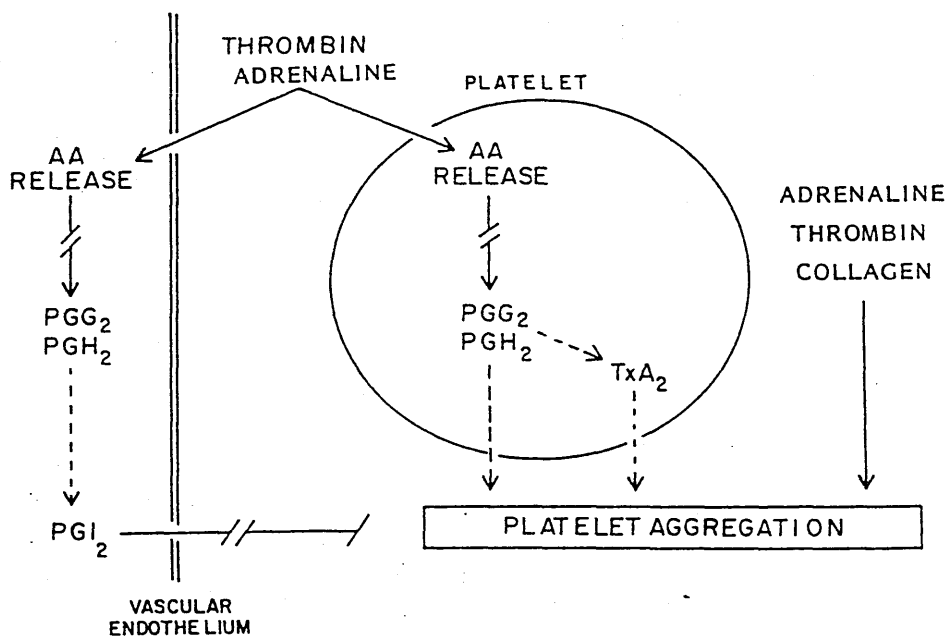 THROMBIN
ADRENALINE
PLATELET
AA
RELEASE
AA
RELEASE
ADRENALINE
THROMBIN
COLLAGEN
PGG₂
PGH₂
PGG₂
PGH₂
TxA₂
PGI₂
PLATELET AGGREGATION
VASCULAR
ENDOTHELIUM